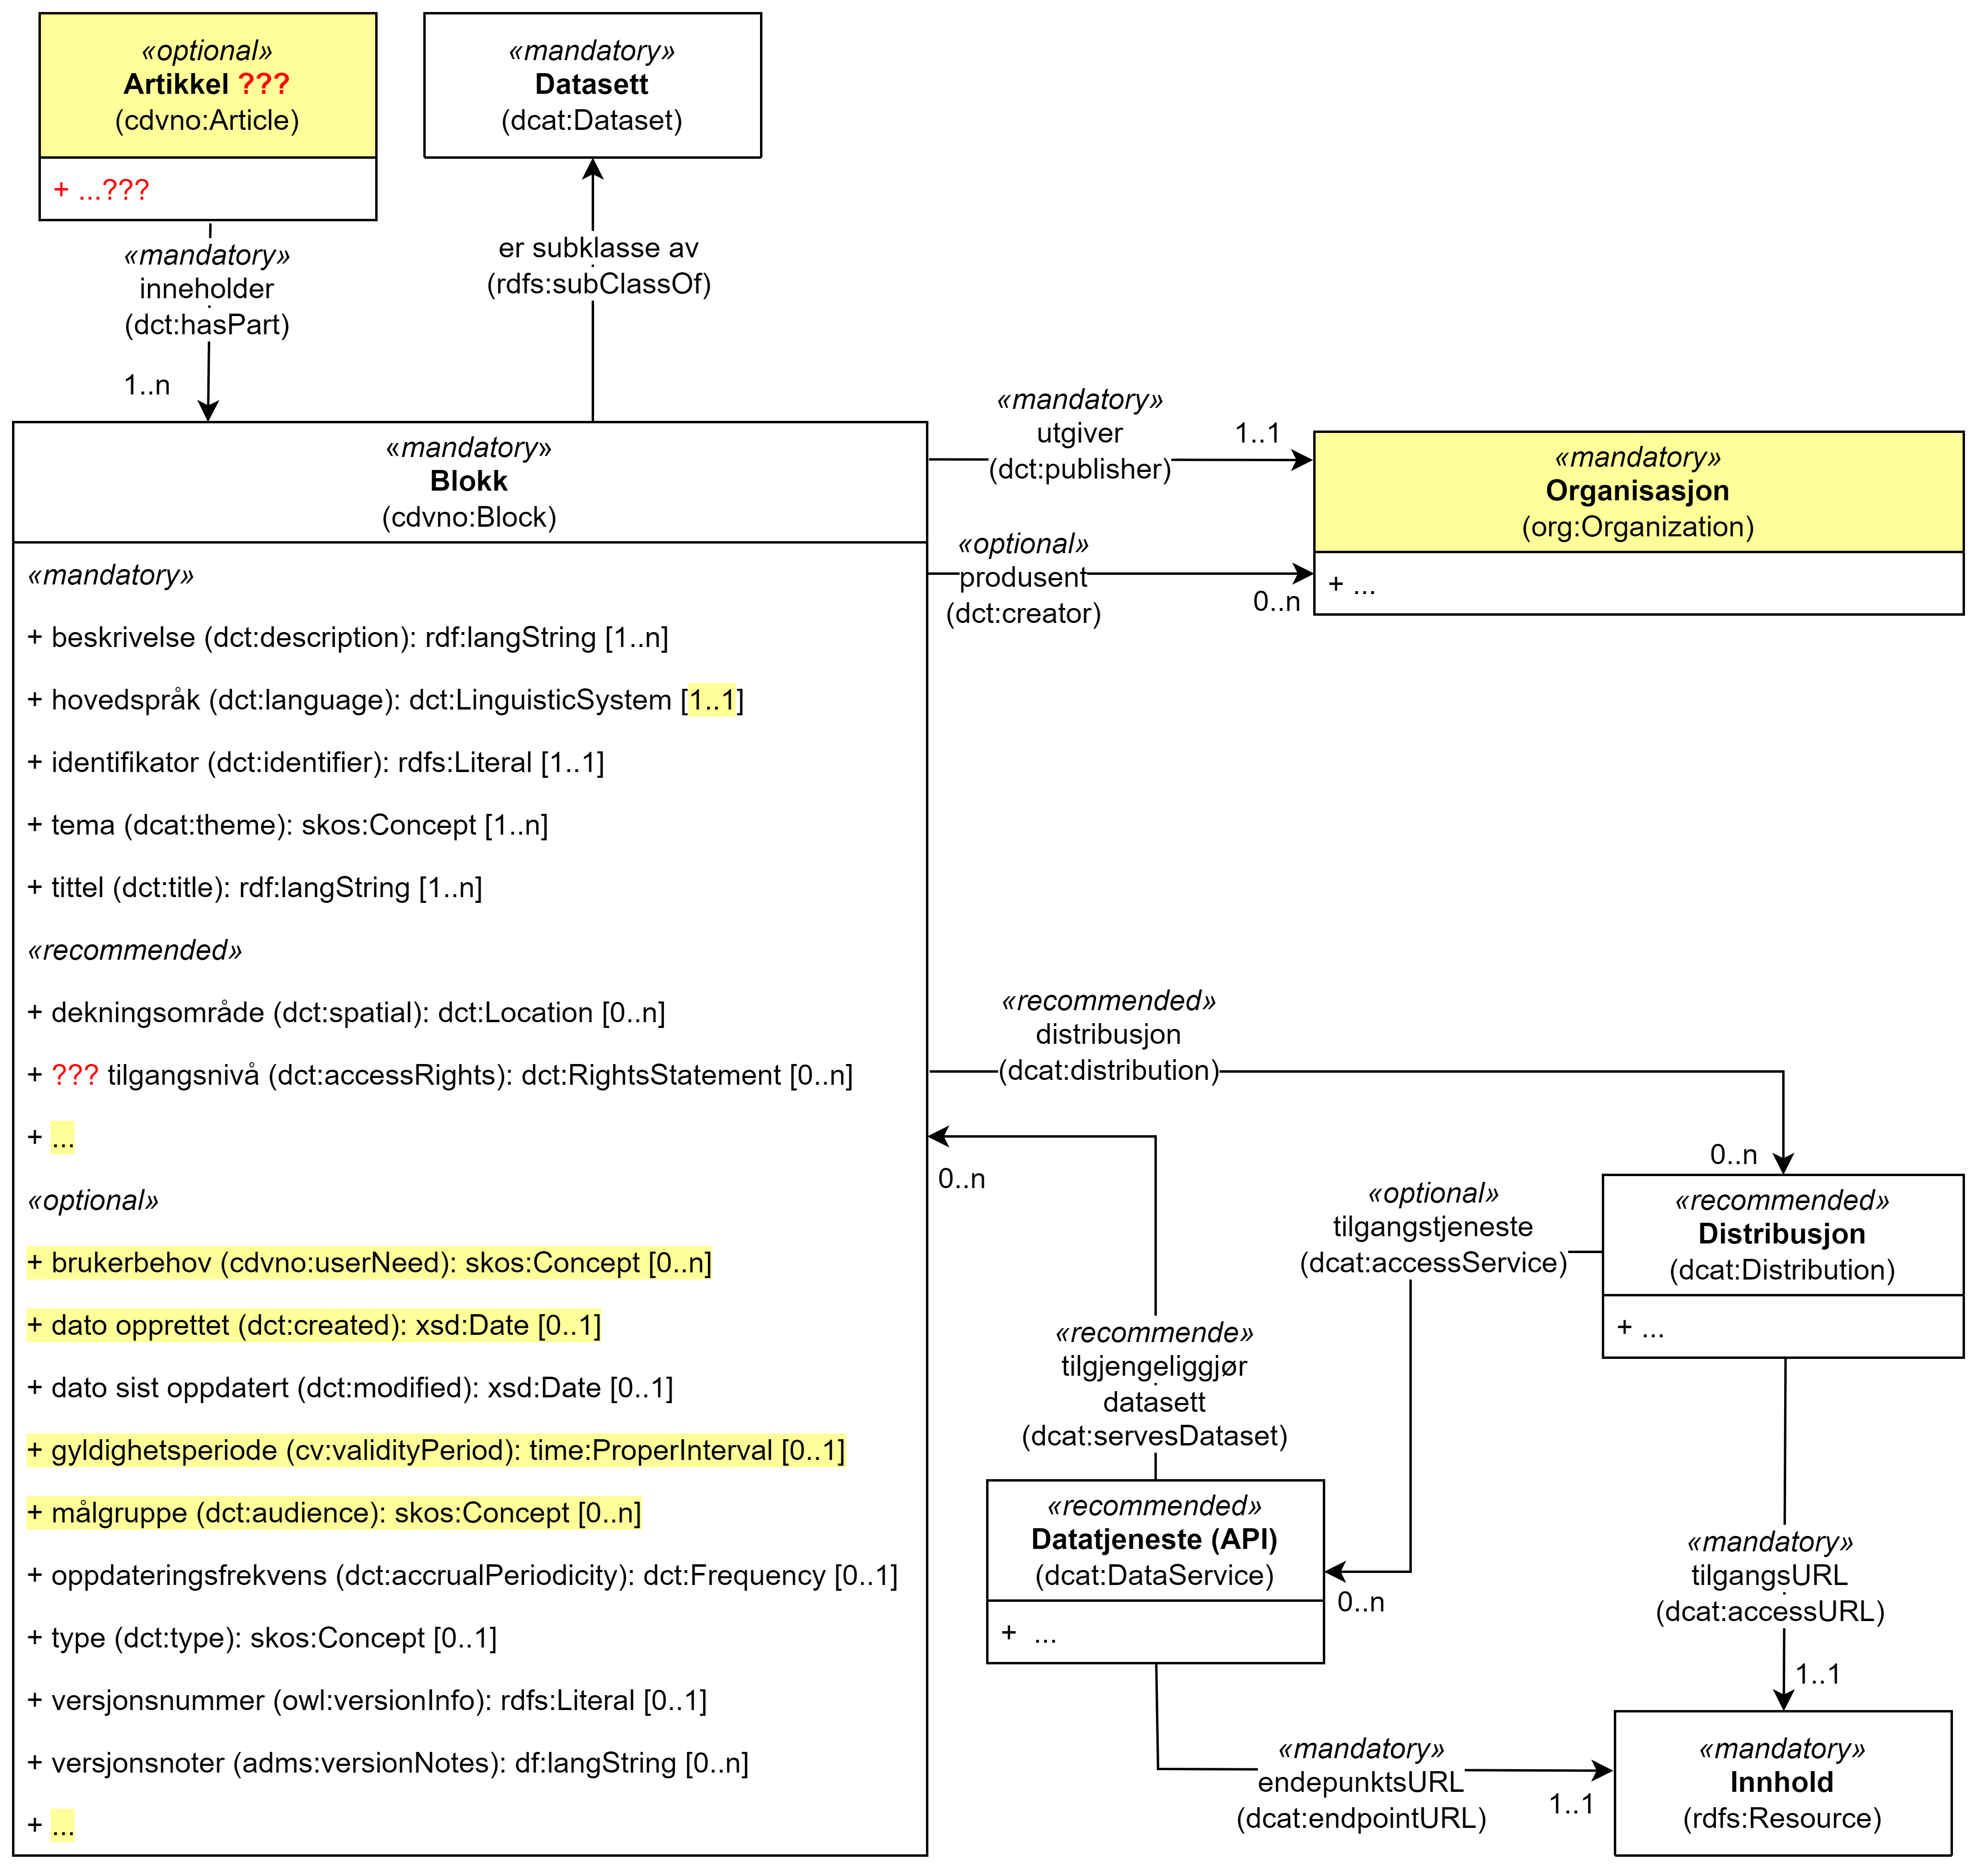 «optional»
Artikkel ???
(cdvno:Article)
+ ...???
«mandatory»
Datasett
(dcat:Dataset)
«mandatory»
inneholder
(dct:hasPart)
1..n
er subklasse av
(rdfs:subClassOf)
«mandatory»
Blokk
(cdvno:Block)
«mandatory»
+ beskrivelse (dct:description): rdf:langString [1..n]
+ hovedspråk (dct:language): dct:LinguisticSystem [1..1]
+ identifikator (dct:identifier): rdfs:Literal [1..1]
+ tema (dcat:theme): skos:Concept [1..n]
+ tittel (dct:title): rdf:langString [1..n]
«recommended»
+ dekningsområde (dct:spatial): dct:Location [0..n]
+ ??? tilgangsnivå (dct:accessRights): dct:RightsStatement [0..n]
+ ...
«optional»
+ brukerbehov (cdvno:userNeed): skos:Concept [0..n]
+ dato opprettet (dct:created): xsd:Date [0..1]
+ dato sist oppdatert (dct:modified): xsd:Date [0..1]
+ gyldighetsperiode (cv:validityPeriod): time:ProperInterval [0..1]
+ målgruppe (dct:audience): skos:Concept [0..n]
+ oppdateringsfrekvens (dct:accrualPeriodicity): dct:Frequency [0..1]
+ type (dct:type): skos:Concept [0..1]
+ versjonsnummer (owl:versionInfo): rdfs:Literal [0..1]
+ versjonsnoter (adms:versionNotes): df:langString [0..n]
+ ...
«mandatory»
utgiver
(dct:publisher)
1..1
«optional»
produsent
(dct:creator)
0..n
«mandatory»
Organisasjon
(org:Organization)
+ ...
«recommended»
distribusjon
(dcat:distribution)
0..n
«recommended»
Distribusjon
(dcat:Distribution)
+ ...
«optional»
tilgangstjeneste
(dcat:accessService)
0..n
0..n
«recommende»
tilgjengeliggjør
datasett
(dcat:servesDataset)
«recommended»
Datatjeneste (API)
(dcat:DataService)
+ ...
«mandatory»
tilgangsURL
(dcat:accessURL)
1..1
«mandatory»
endepunktsURL
(dcat:endpointURL)
1..1
«mandatory»
Innhold
(rdfs:Resource)